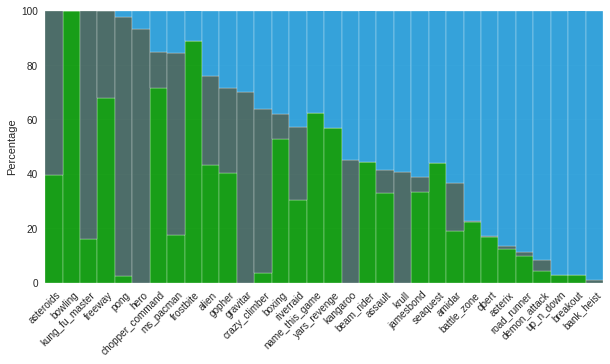 100
80
60
40
20
0
Percentage
asteroids
bowling
kung_fu_master
freeway
pong
hero
chopper_command
ms_pacman
frostbite
alien
gopher
gravitar
crazy_climber
boxing
riverraid
name_this_game
yars_revenge
kangaroo
beam_rider
assault
krull
jamesbond
seaquest
amidar
battle_zone
qbert
asterix
road_runner
demon_attack
up_n_down
breakout
bank_heist